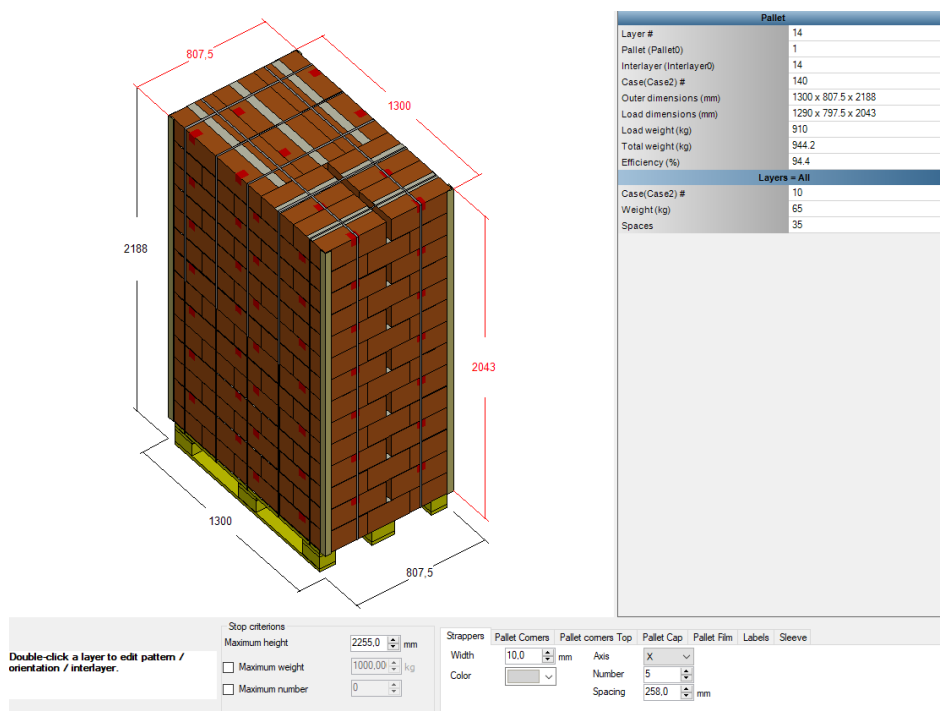 807,5
1300
2188
2043
1300
807,5
Pallet
Layer # 14
Pallet (Pallet0) 1
Interlayer (Interlayer0) 14
Case(Case2) # 140
Outer dimensions (mm) 1300 x 807.5 x 2188
Load dimensions (mm) 1290 x 797.5 x 2043
Load weight (kg) 910
Total weight (kg) 944.2
Efficiency (%) 94.4
Layers = All
Case(Case2) # 10
Weight (kg) 65
Spaces 35
Double-click a layer to edit pattern /
orientation / interlayer.
Stop criterions
Maximum height 2255,0 mm
Maximum weight 1000,00 kg
Maximum number 0
Strappers Pallet Corners Pallet corners Top Pallet Cap Pallet Film Labels Sleeve
Width 10,0 mm Axis X
Color Number 5
Spacing 258,0 mm